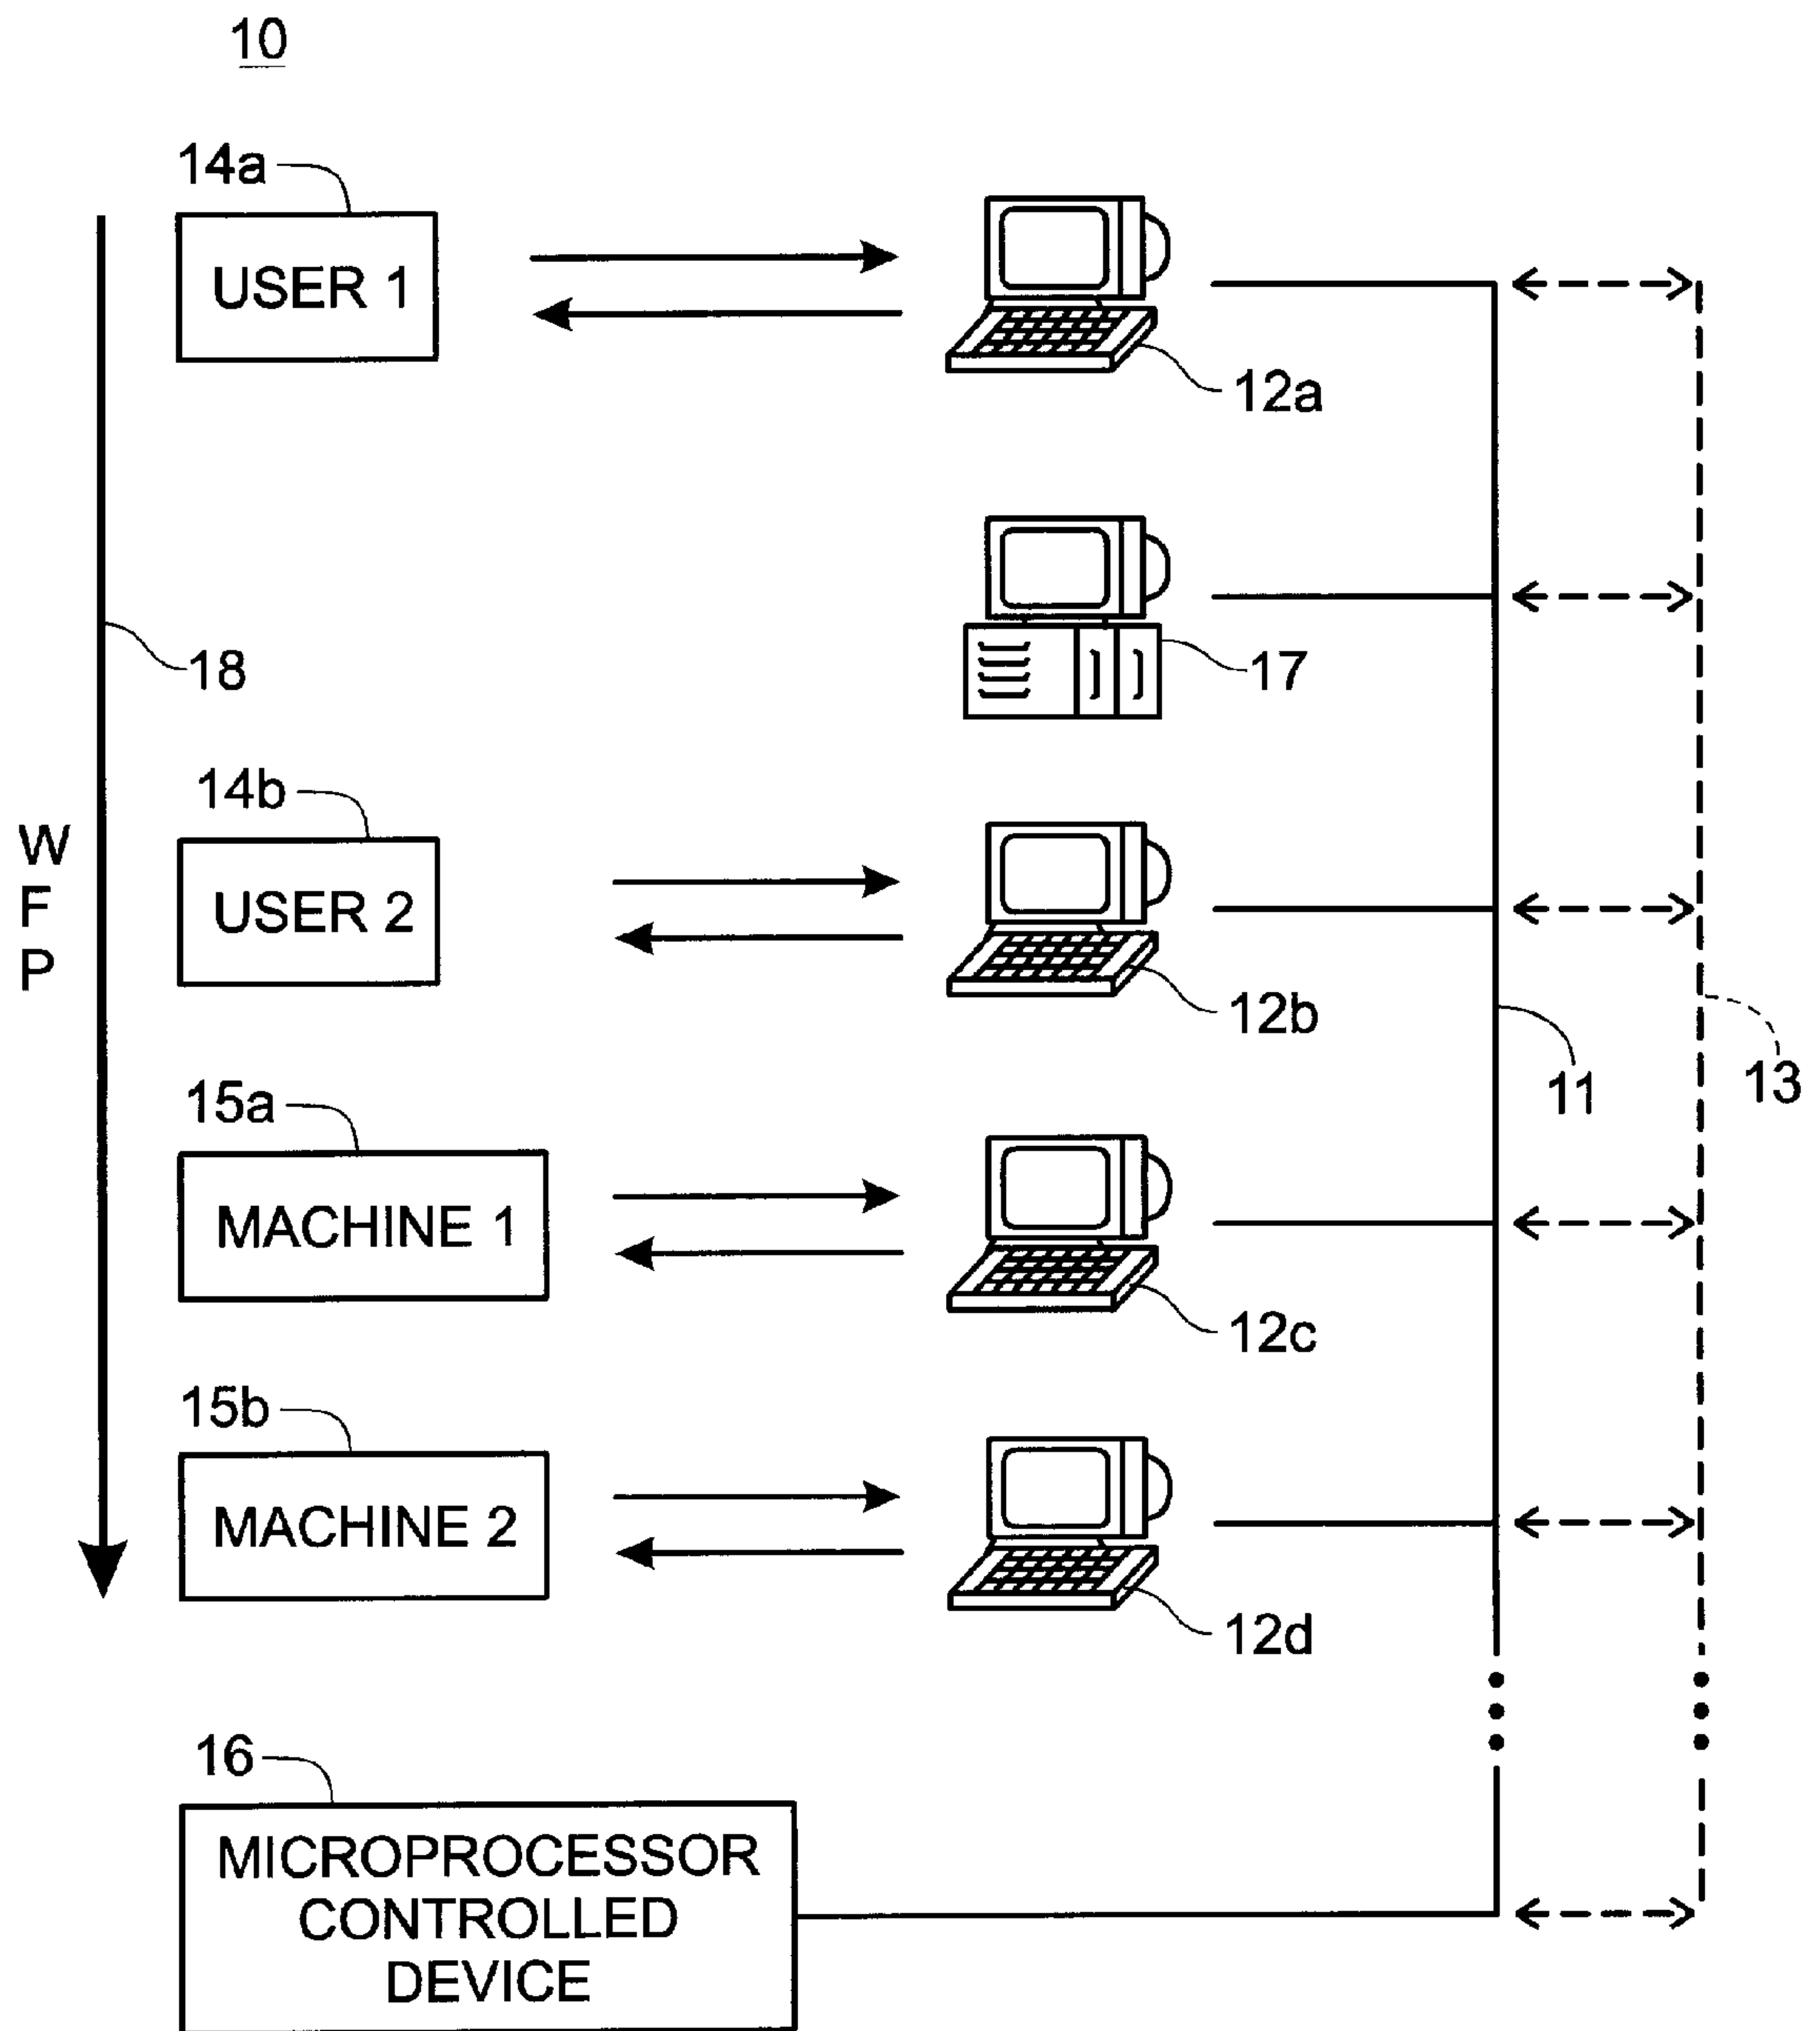 10
14a
USER 1
12a
18
17
14b
W
F
P
USER 2
12b
11
13
15a
MACHINE 1
12c
15b
MACHINE 2
12d
16
MICROPROCESSOR
CONTROLLED
DEVICE